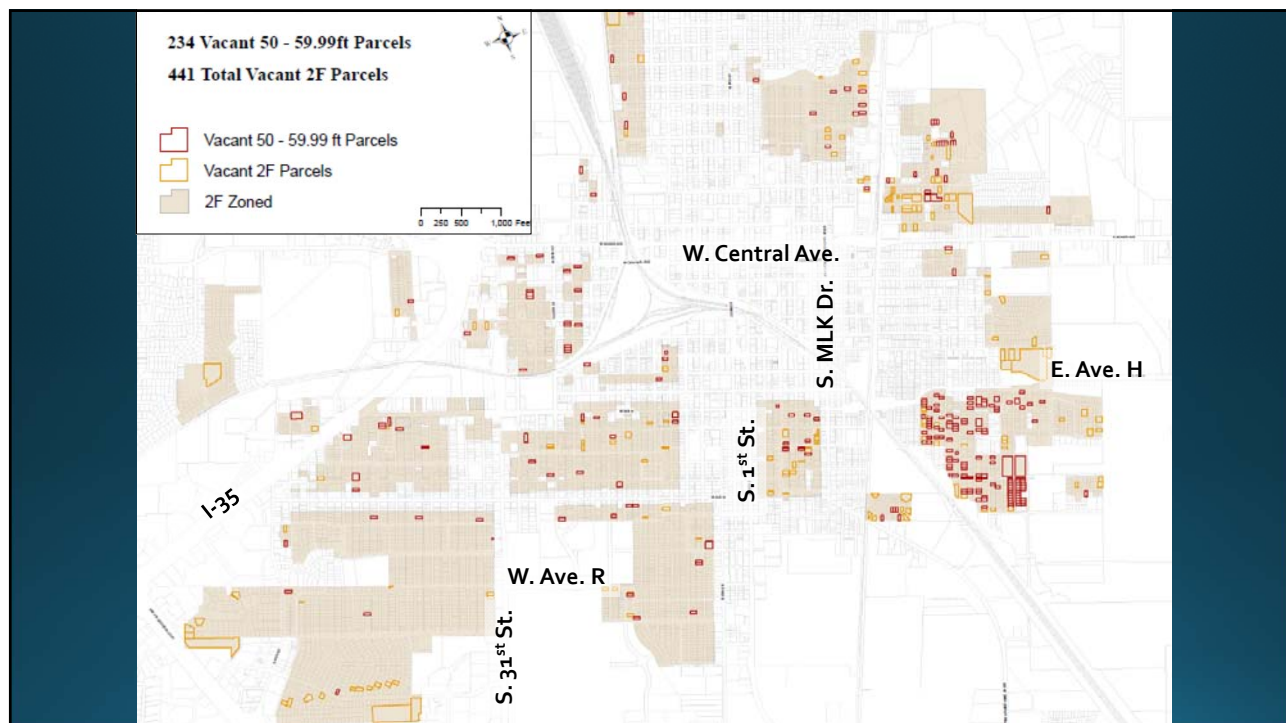 234 Vacant 50 - 59.99ft Parcels
441 Total Vacant 2F Parcels
Vacant 50 - 59.99 ft Parcels
Vacant 2F Parcels
2F Zoned
0 250 500 1,000 Feet
W. Central Ave.
S. MLK Dr.
E. Ave. H
S. 1st St.
I-35
W. Ave. R
S. 31st St.